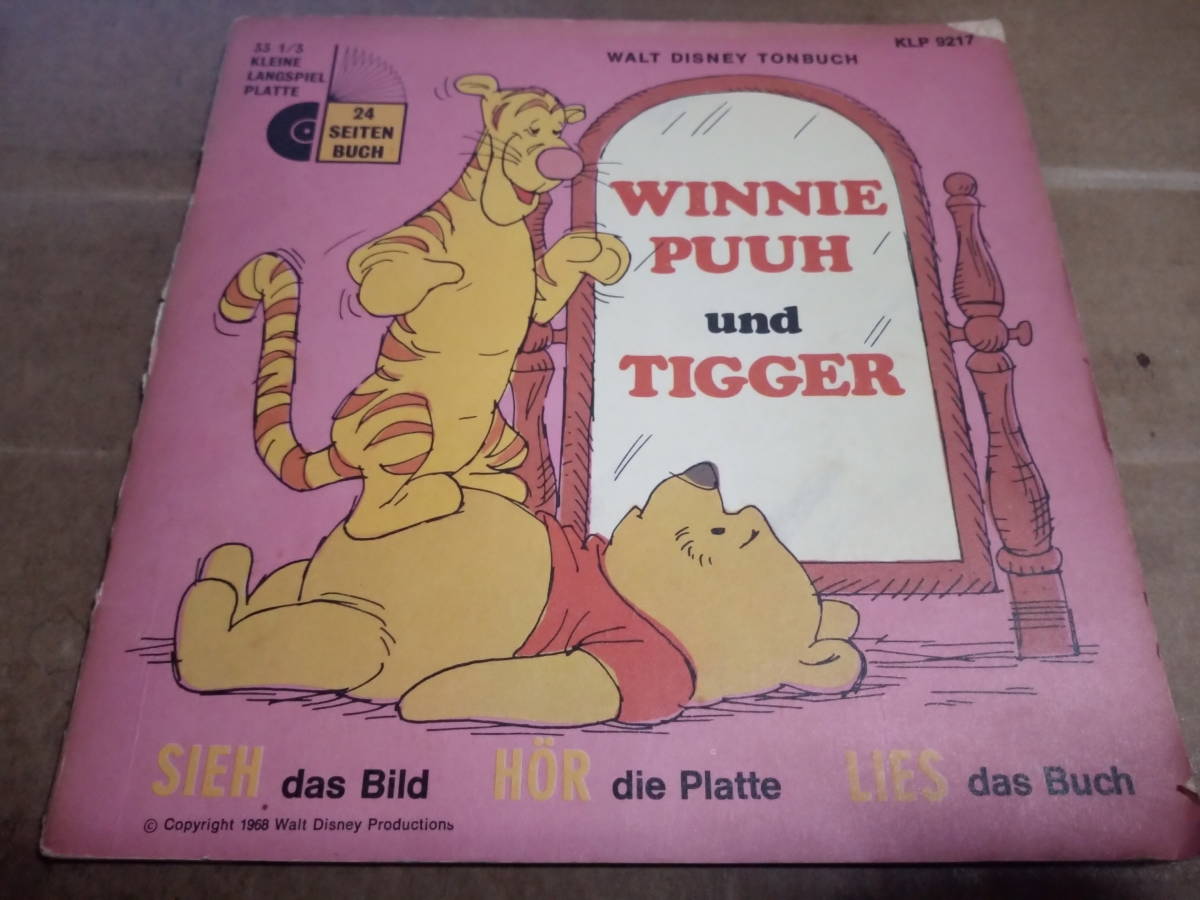 33 1/3
KLEINE
LANGSPIEL
PLATTE
24
SEITEN
BUCH
WALT DISNEY TONBUCH
KLP 9217
WINNIE
PUUH
und
TIGGER
SIEH das Bild HÖR die Platte LIES das Buch
© Copyright 1968 Walt Disney Productions